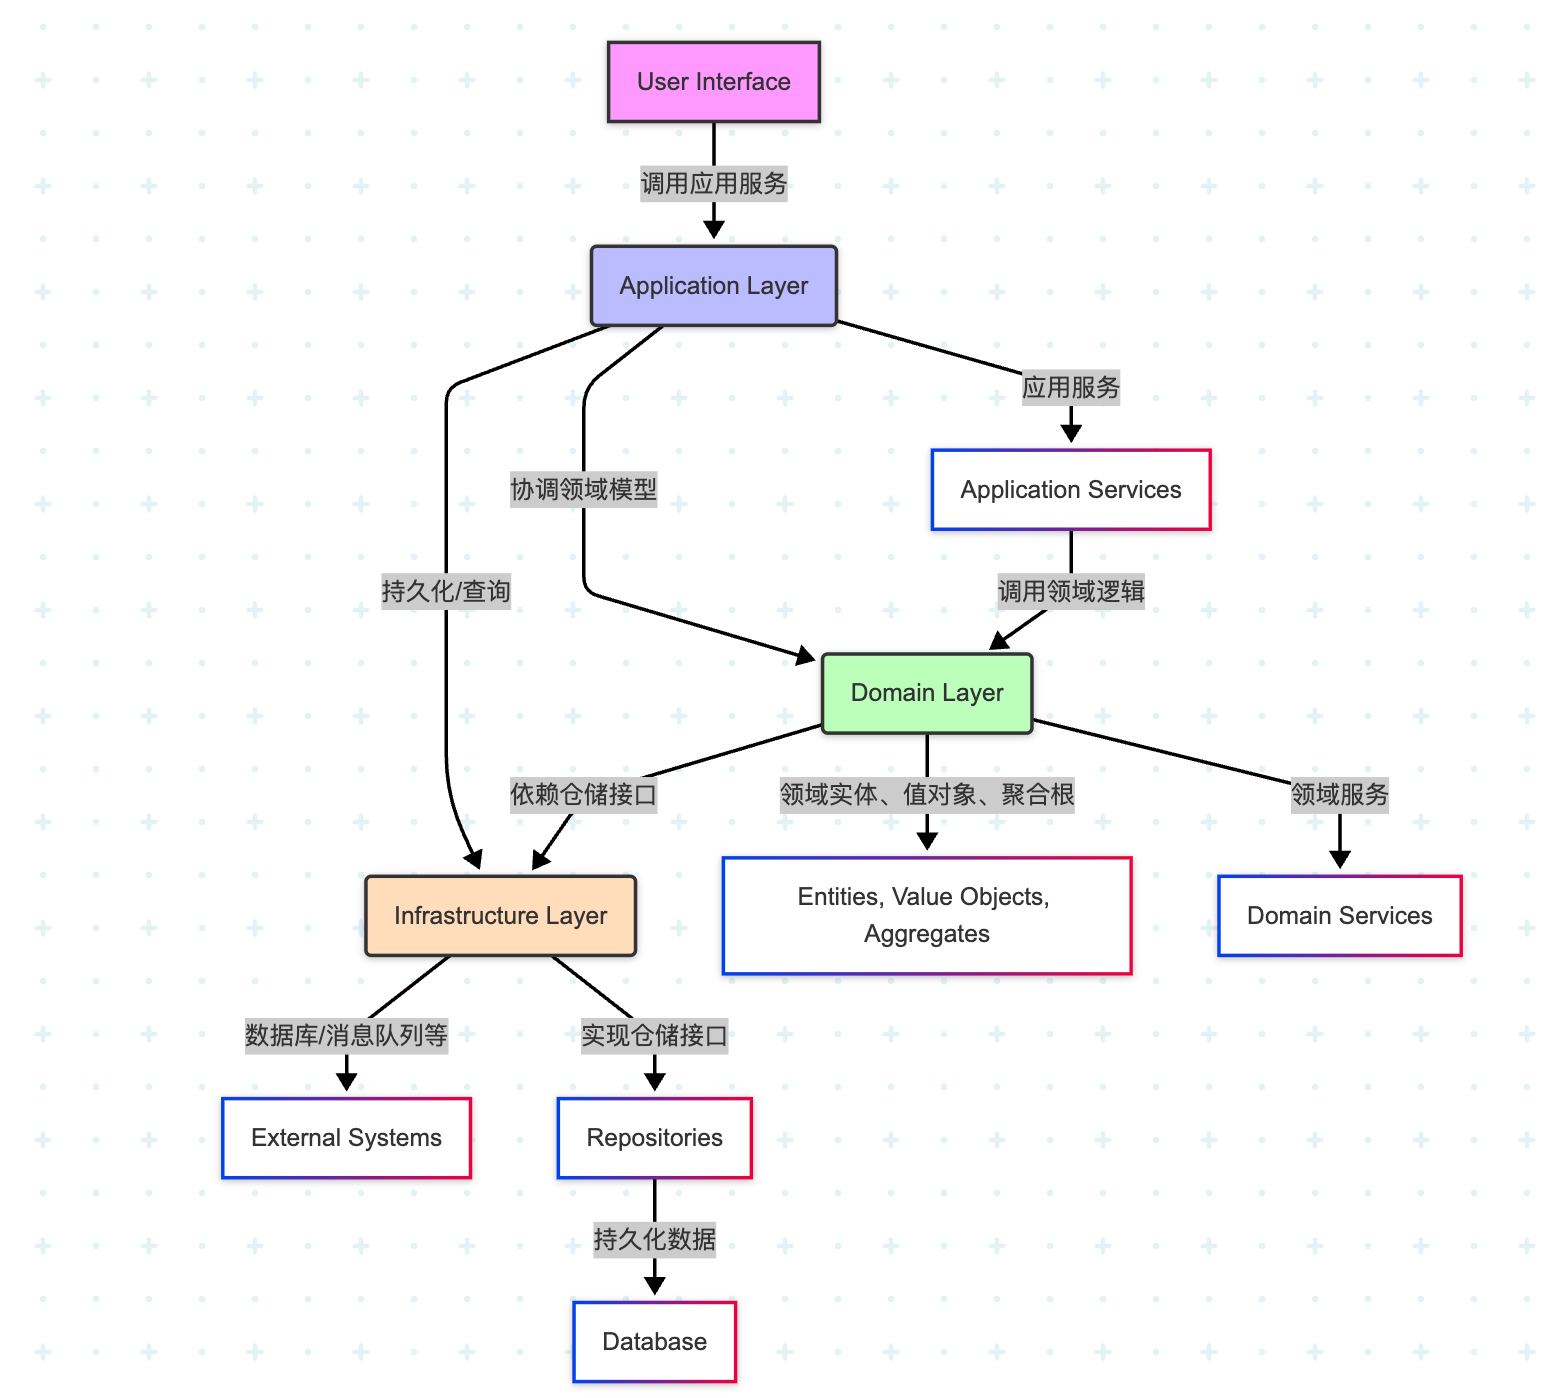 User Interface
调用应用服务
Application Layer
应用服务
协调领域模型
Application Services
持久化/查询
调用领域逻辑
Domain Layer
依赖仓储接口
领域实体、值对象、聚合根
领域服务
Infrastructure Layer
Entities, Value Objects,
Aggregates
Domain Services
数据库/消息队列等
实现仓储接口
External Systems
Repositories
持久化数据
Database